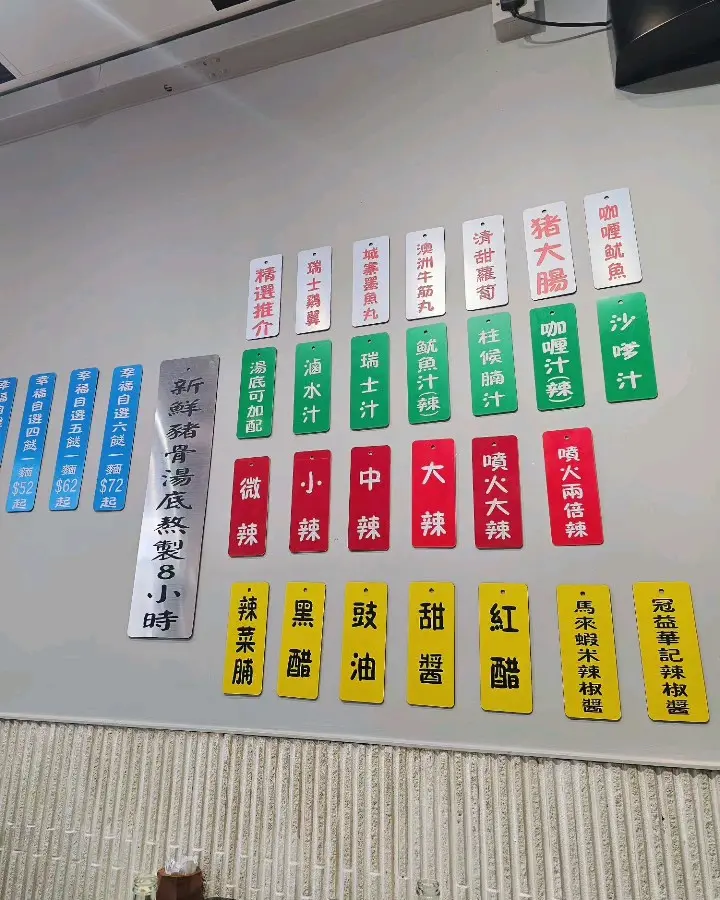 幸福自選
幸福自選四餸一麵$52起
幸福自選五餸一麵$62起
幸福自選六餸一麵$72起
新鮮豬骨湯底熬製8小時
精選推介
瑞士鷄翼
城寨墨魚丸
澳洲牛筋丸
清甜蘿蔔
猪大腸
咖喱魷魚
湯底可加配
滷水汁
瑞士汁
魷魚汁(辣)
柱候腩汁
咖喱汁(辣)
沙嗲汁
微辣
小辣
中辣
大辣
噴火大辣
噴火兩倍辣
辣菜脯
黑醋
豉油
甜醬
紅醋
馬來蝦米辣椒醬
冠益華記辣椒醬